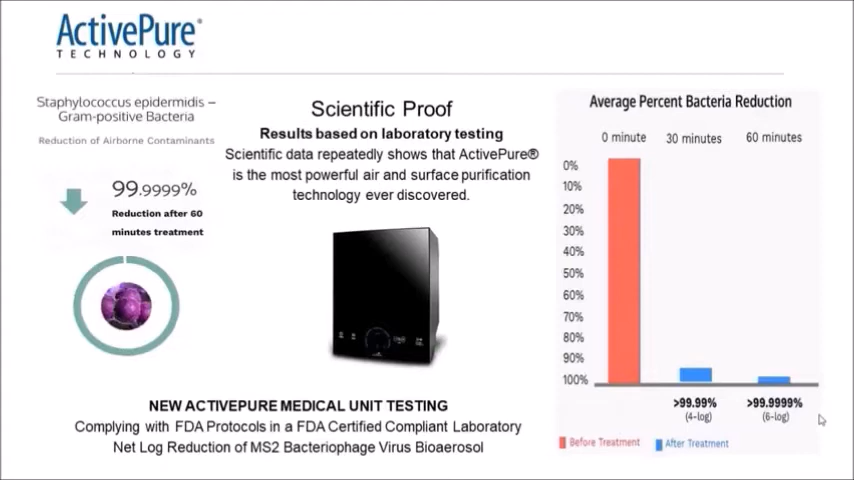 ActivePure®
TECHNOLOGY
Staphylococcus epidermidis –
Gram-positive Bacteria
Reduction of Airborne Contaminants
99.9999%
Reduction after 60
minutes treatment
Scientific Proof
Results based on laboratory testing
Scientific data repeatedly shows that ActivePure®
is the most powerful air and surface purification
technology ever discovered.
NEW ACTIVEPURE MEDICAL UNIT TESTING
Complying with FDA Protocols in a FDA Certified Compliant Laboratory
Net Log Reduction of MS2 Bacteriophage Virus Bioaerosol
Average Percent Bacteria Reduction
0 minute 30 minutes 60 minutes
0%
10%
20%
30%
40%
50%
60%
70%
80%
90%
100%
>99.99% >99.9999%
(4-log) (6-log)
Before Treatment After Treatment